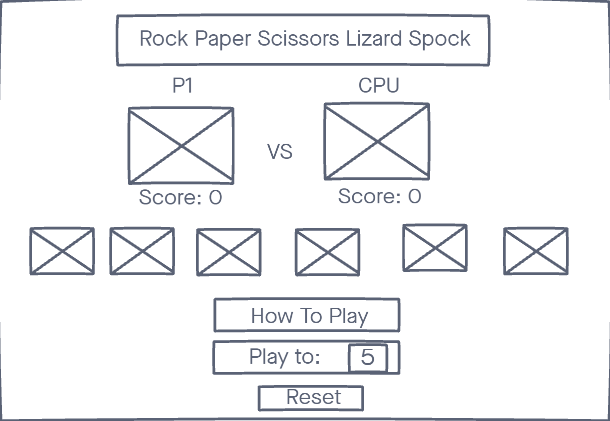 Rock Paper Scissors Lizard Spock
P1
CPU
VS
Score: 0
Score: 0
How To Play
Play to: 5
Reset